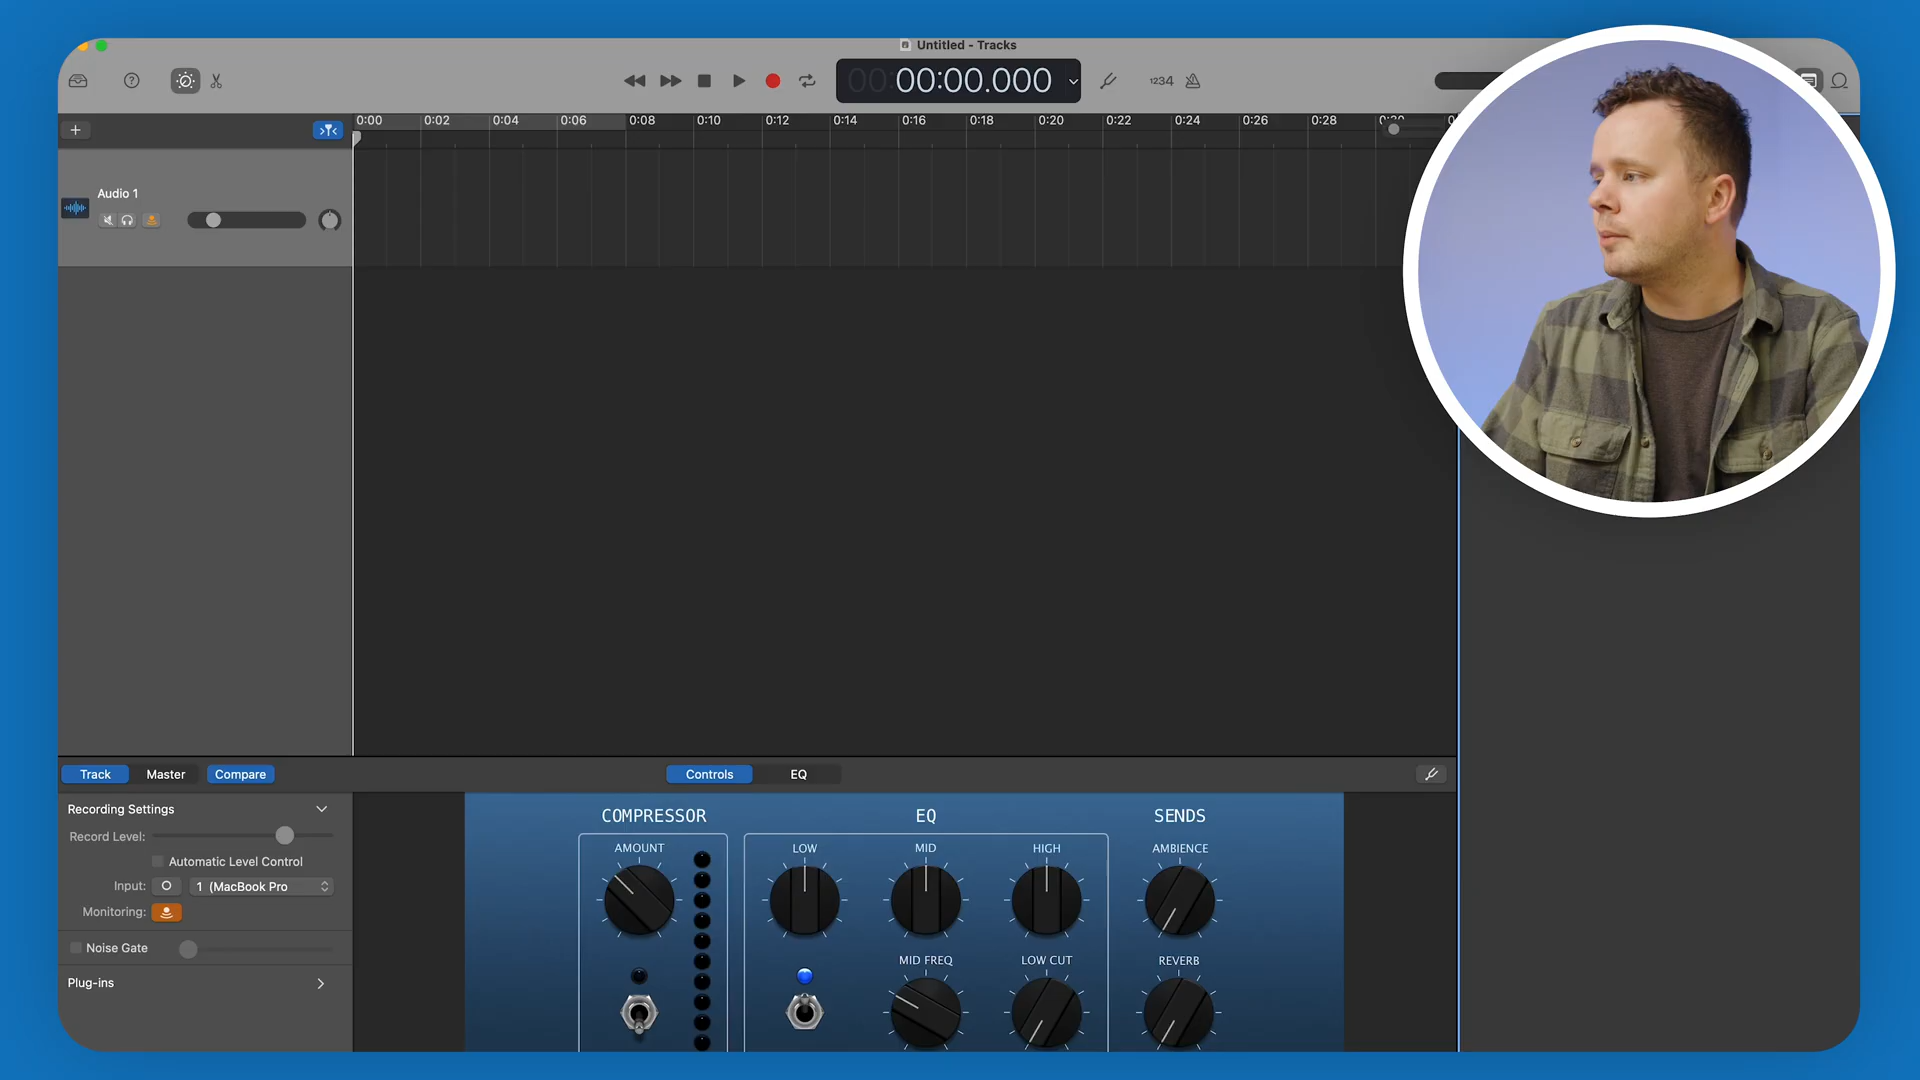 Untitled - Tracks
00:00:00.000
1234
0:00 0:02 0:04 0:06 0:08 0:10 0:12 0:14 0:16 0:18 0:20 0:22 0:24 0:26 0:28
Audio 1
Track Master Compare Controls EQ
Recording Settings
Record Level:
Automatic Level Control
Input: 1 (MacBook Pro
Monitoring:
Noise Gate
Plug-ins
COMPRESSOR EQ SENDS
AMOUNT LOW MID HIGH AMBIENCE
MID FREQ LOW CUT REVERB